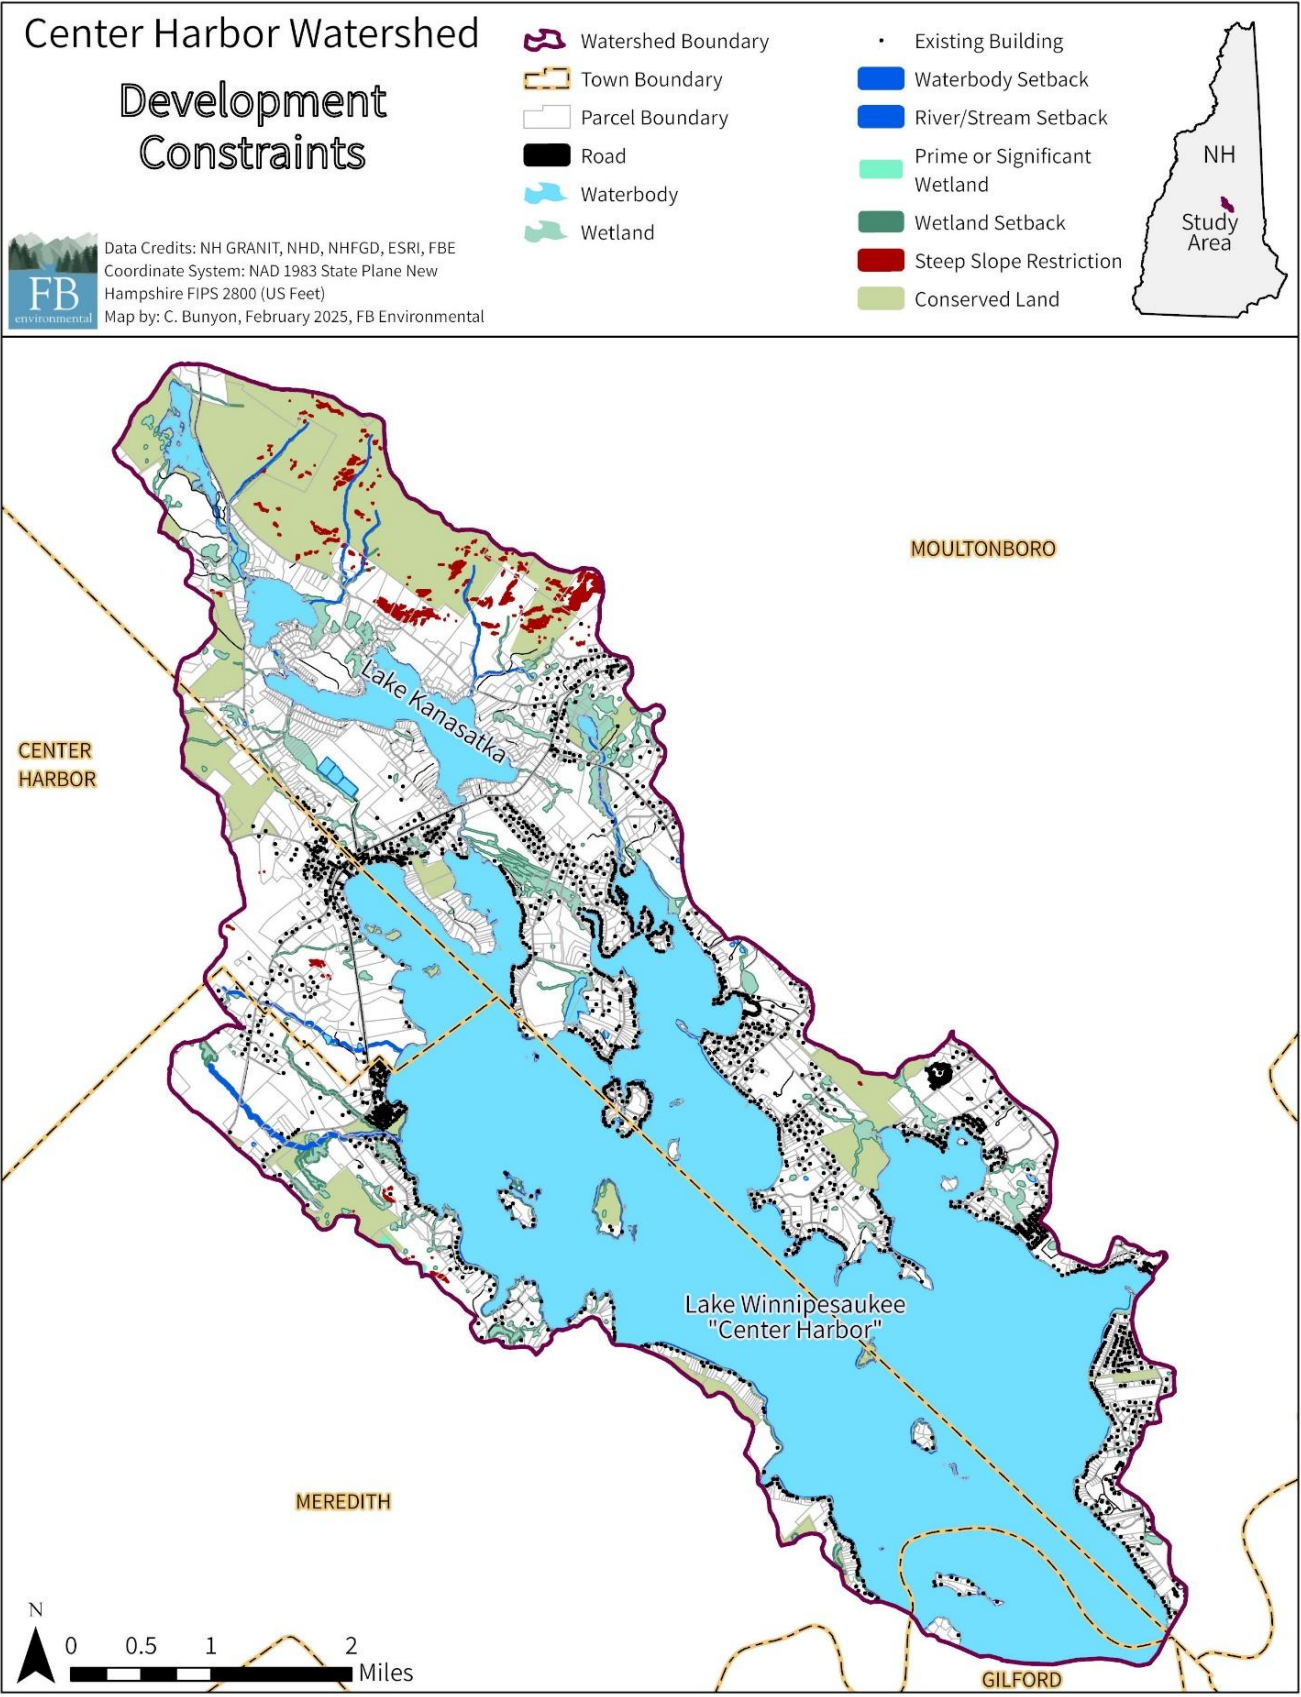 Center Harbor Watershed
Development
Constraints
FB
environmental
Data Credits: NH GRANIT, NHD, NHFGD, ESRI, FBE
Coordinate System: NAD 1983 State Plane New
Hampshire FIPS 2800 (US Feet)
Map by: C. Bunyon, February 2025, FB Environmental
Watershed Boundary
Town Boundary
Parcel Boundary
Road
Waterbody
Wetland
Existing Building
Waterbody Setback
River/Stream Setback
Prime or Significant
Wetland
Wetland Setback
Steep Slope Restriction
Conserved Land
NH
Study
Area
MOULTONBORO
Lake Kanasatka
CENTER
HARBOR
Lake Winnipesaukee
"Center Harbor"
MEREDITH
GILFORD
N
0 0.5 1 2
Miles